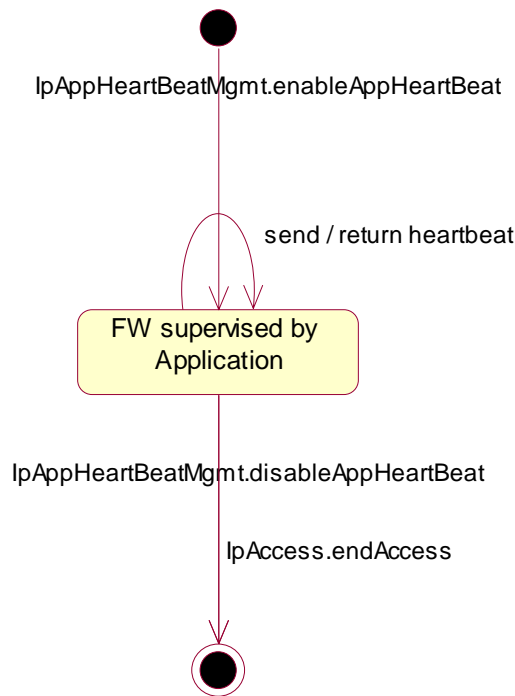 IpAppHeartBeatMgmt.enableAppHeartBeat
send / return heartbeat
FW supervised by
Application
IpAppHeartBeatMgmt.disableAppHeartBeat
IpAccess.endAccess